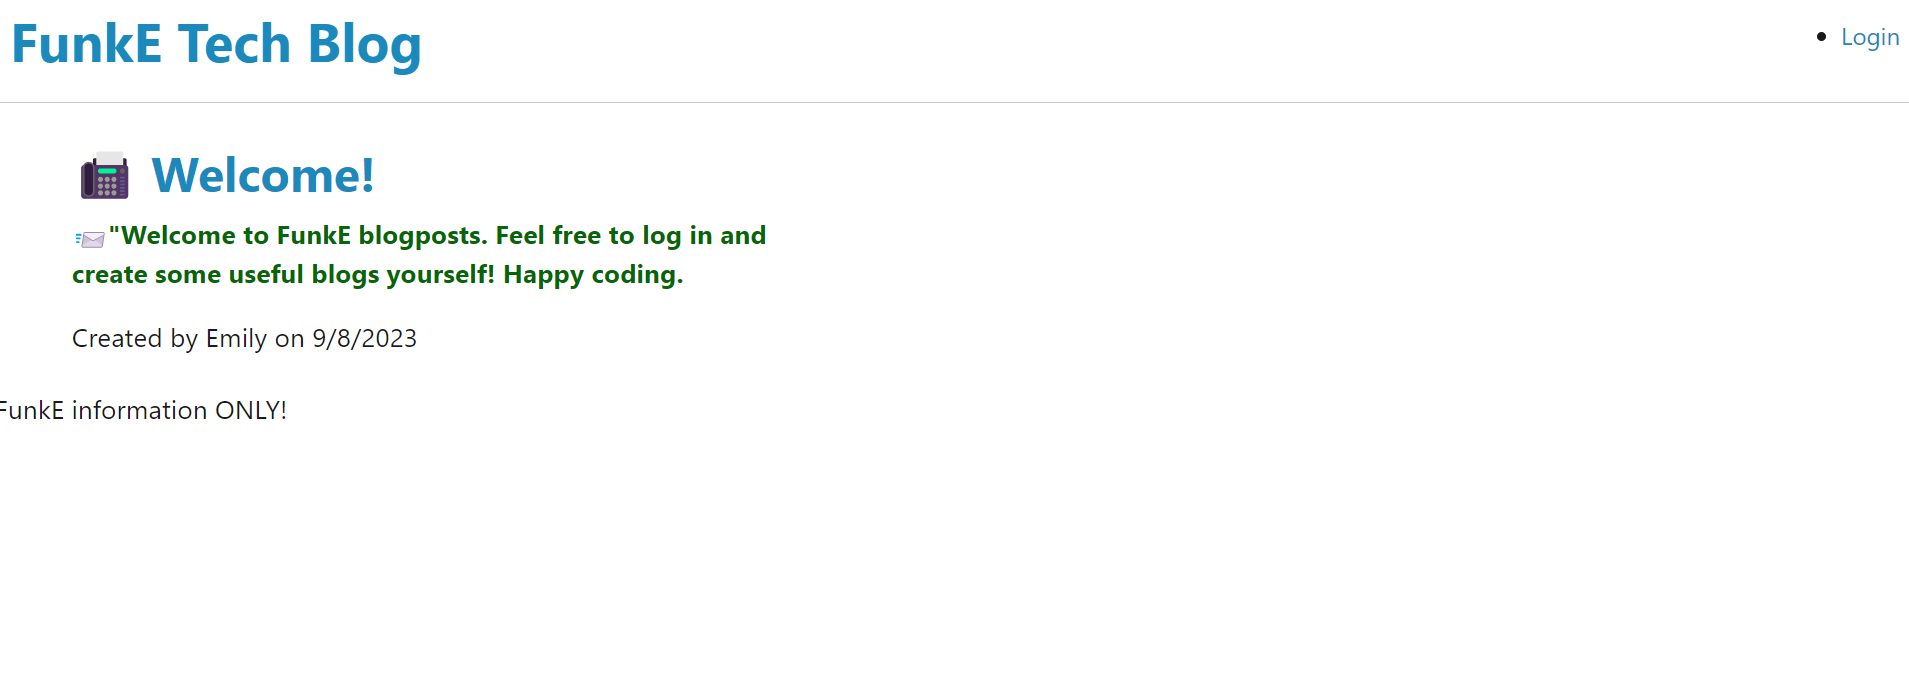 FunkE Tech Blog
Login
Welcome!
"Welcome to FunkE blogposts. Feel free to log in and
create some useful blogs yourself! Happy coding.
Created by Emily on 9/8/2023
FunkE information ONLY!